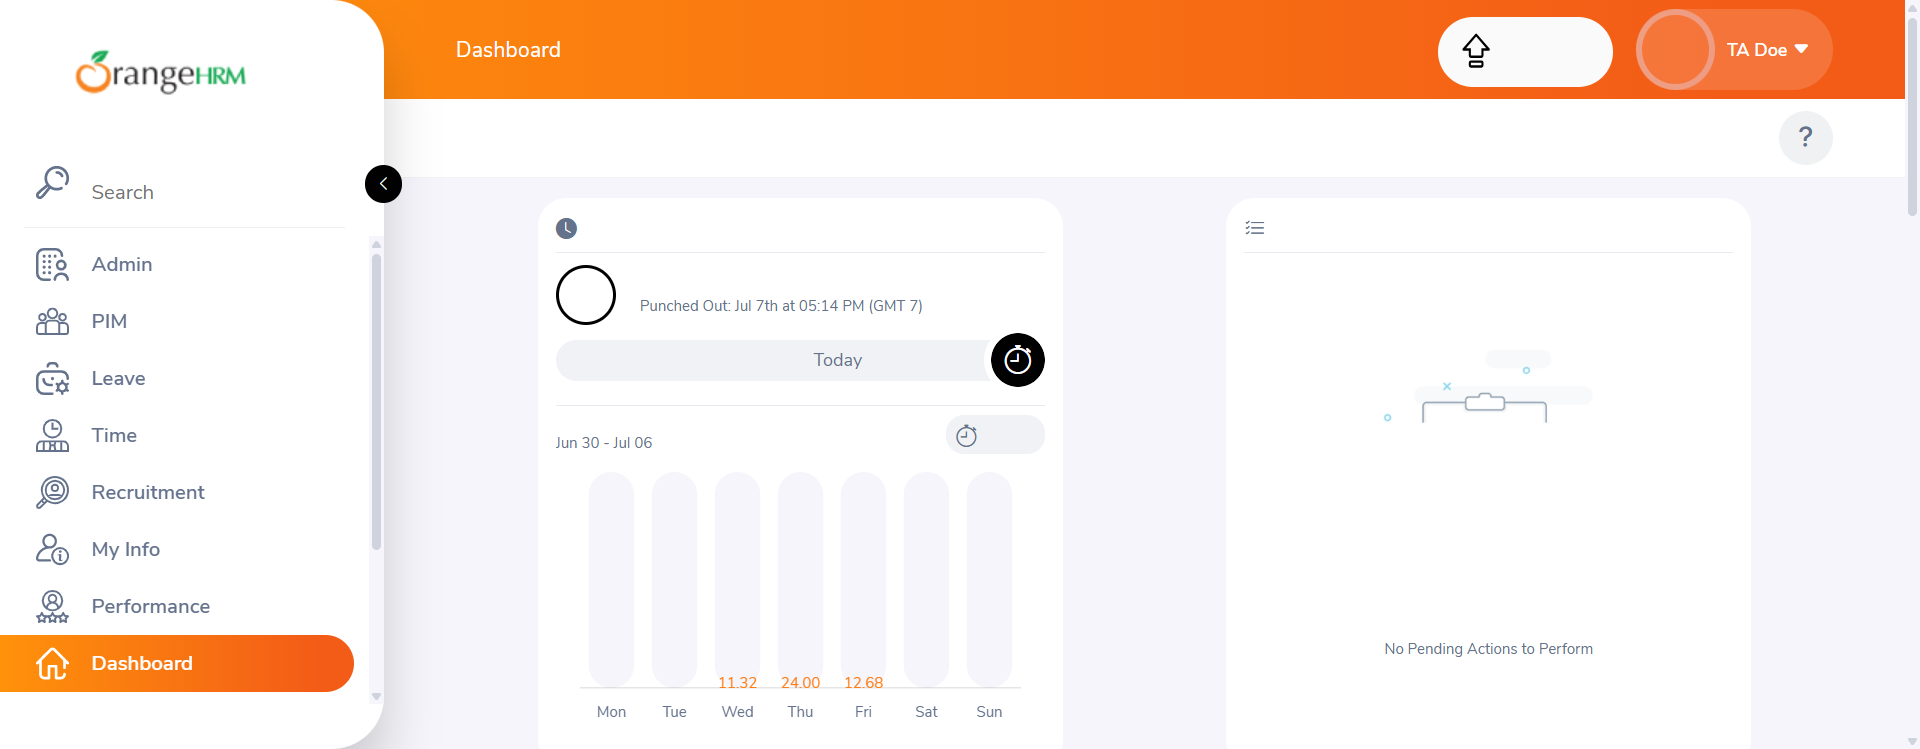 OrangeHRM
Search
Admin
PIM
Leave
Time
Recruitment
My Info
Performance
Dashboard
Dashboard
TA Doe
?
Punched Out: Jul 7th at 05:14 PM (GMT 7)
Today
Jun 30 - Jul 06
11.32 24.00 12.68
Mon Tue Wed Thu Fri Sat Sun
No Pending Actions to Perform